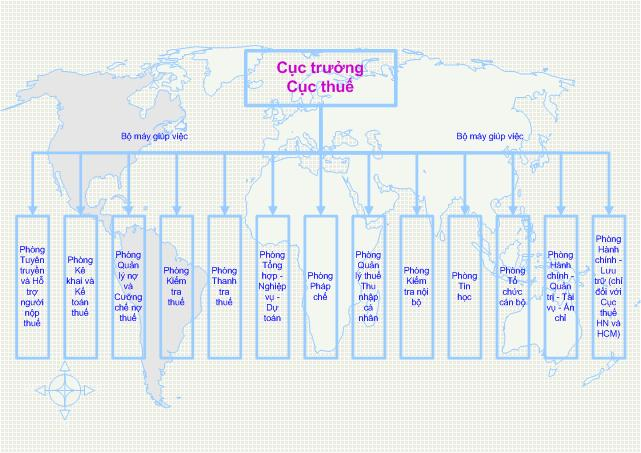 Cục trưởng
Cục thuế
Bộ máy giúp việc
Bộ máy giúp việc
Phòng
Tuyên
truyền
và Hỗ
trợ
người
nộp
thuế
Phòng
Kê
khai và
Kế
toán
thuế
Phòng
Quản
lý nợ
và
Cưỡng
chế nợ
thuế
Phòng
Kiểm
tra
thuế
Phòng
Thanh
tra
thuế
Phòng
Tổng
hợp -
Nghiệp
vụ -
Dự
toán
Phòng
Pháp
chế
Phòng
Quản
lý thuế
Thu
nhập
cá
nhân
Phòng
Kiểm
tra nội
bộ
Phòng
Tin
học
Phòng
Tổ
chức
cán bộ
Phòng
Hành
chính -
Quản
trị - Tài
vụ - Ấn
chỉ
Phòng
Hành
chính -
Lưu
trữ (chỉ
đối với
Cục
thuế
HN và
HCM)